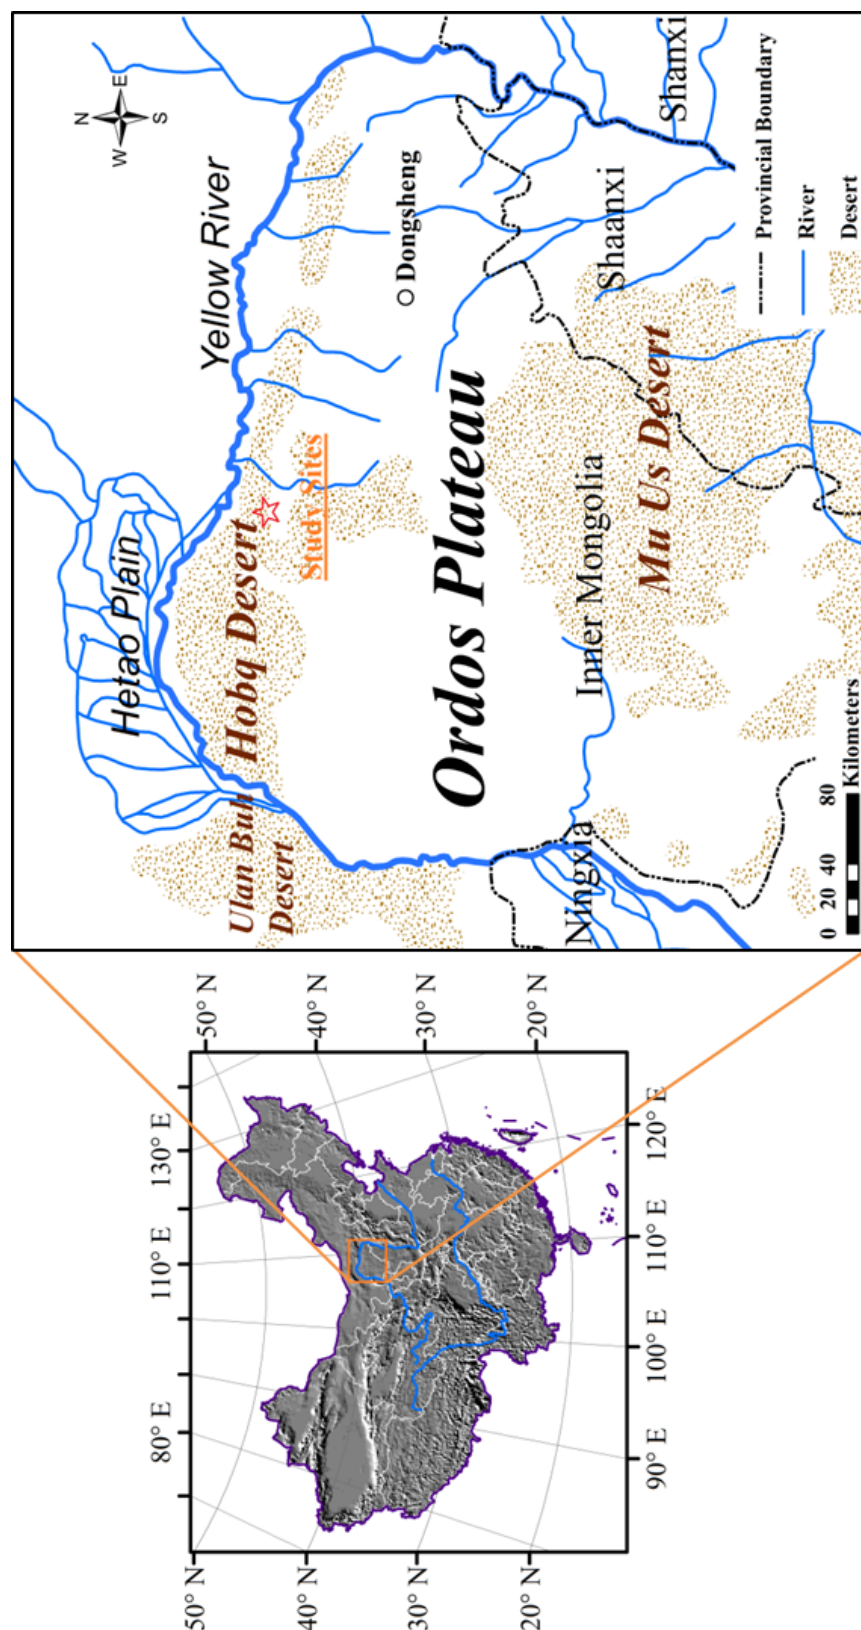 N
W
E
S
Yellow River
Hetao Plain
Hobq Desert
Ulan Buh
Desert
Study Sites
Dongsheng
Ordos Plateau
Inner Mongolia
Mu Us Desert
Shaanxi
Shanxi
Ningxia
Provincial Boundary
River
Desert
0 20 40 80
Kilometers
80° E
110° E
130° E
50° N
40° N
30° N
20° N
50° N
40° N
30° N
20° N
90° E
100° E
110° E
120° E